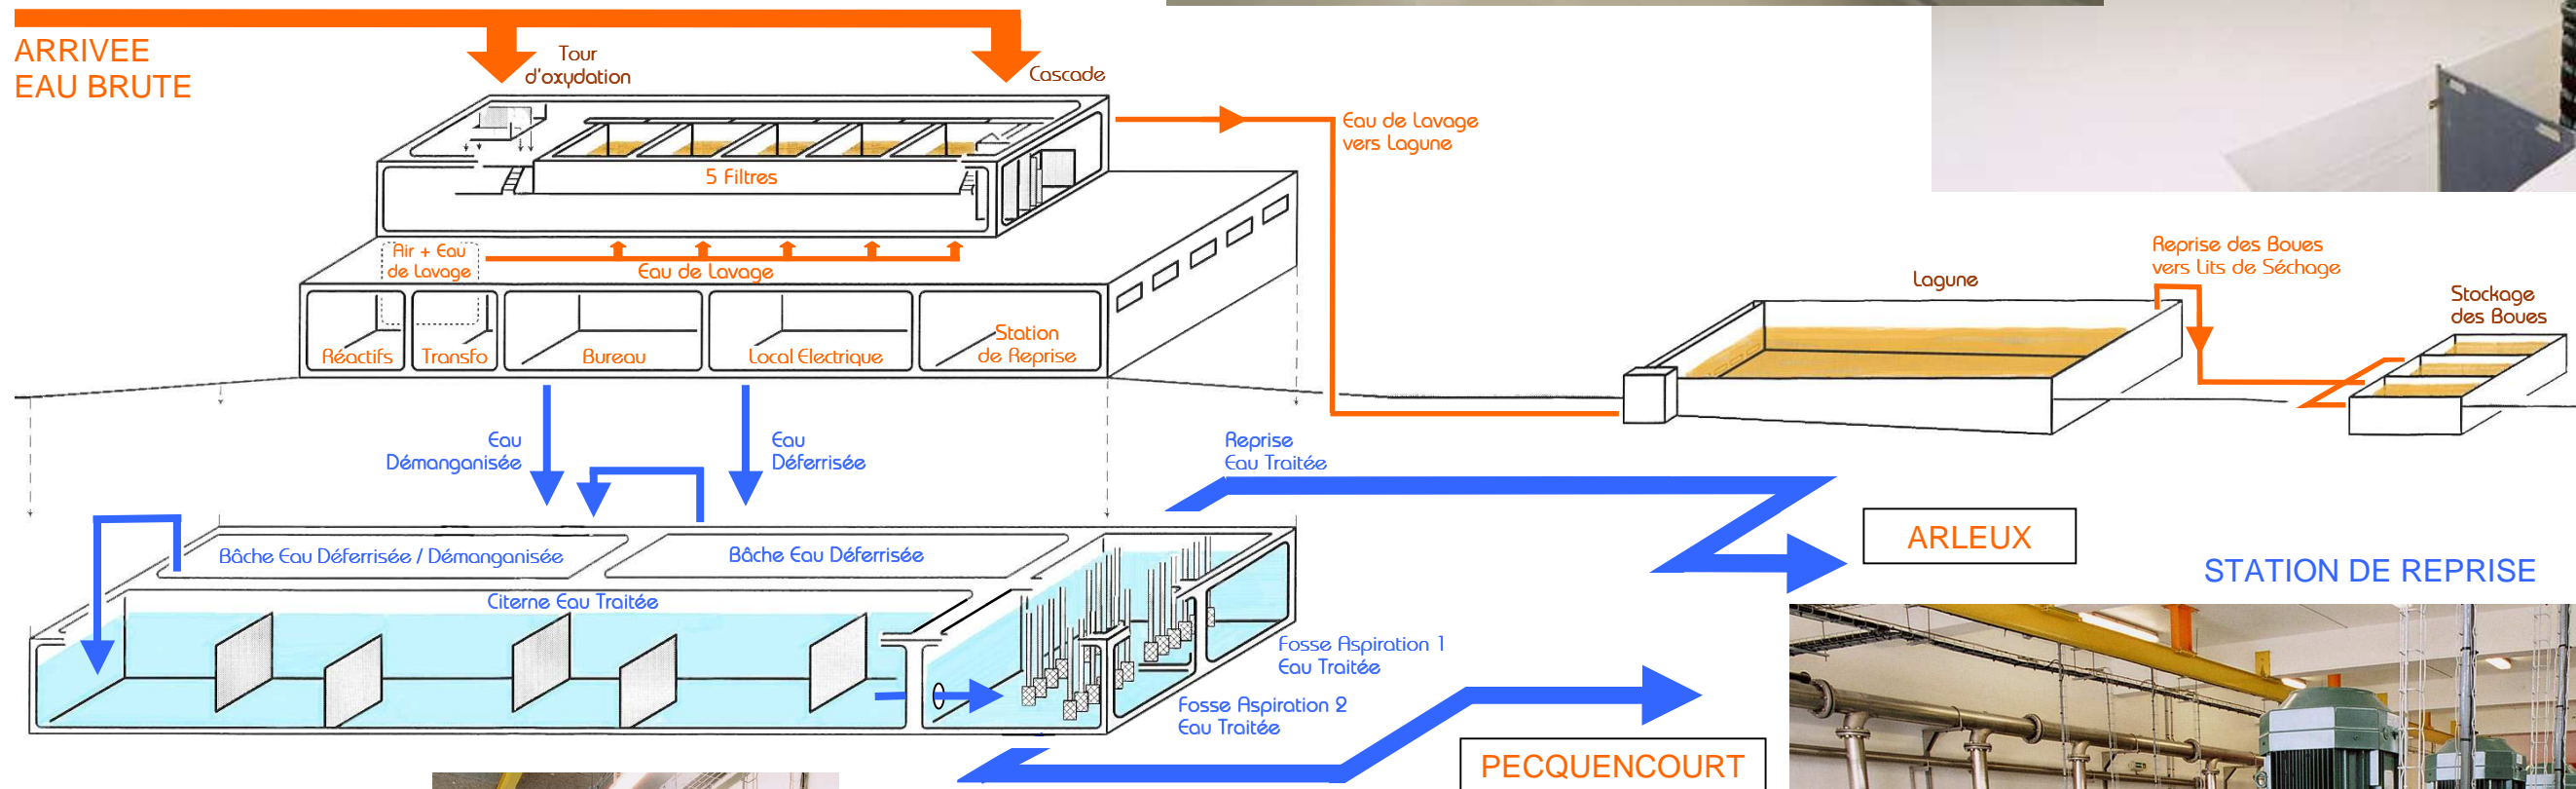 ARRIVEE
EAU BRUTE
Tour
d'oxydation
Cascade
Eau de Lavage
vers Lagune
5 Filtres
Air + Eau
de Lavage
Eau de Lavage
Réactifs
Transfo
Bureau
Local Electrique
Station
de Reprise
Lagune
Reprise des Boues
vers Lits de Séchage
Stockage
des Boues
Eau
Démanganisée
Eau
Déferrisée
Reprise
Eau Traitée
ARLEUX
STATION DE REPRISE
Bâche Eau Déferrisée / Démanganisée
Bâche Eau Déferrisée
Citerne Eau Traitée
Fosse Aspiration 1
Eau Traitée
Fosse Aspiration 2
Eau Traitée
PECQUENCOURT